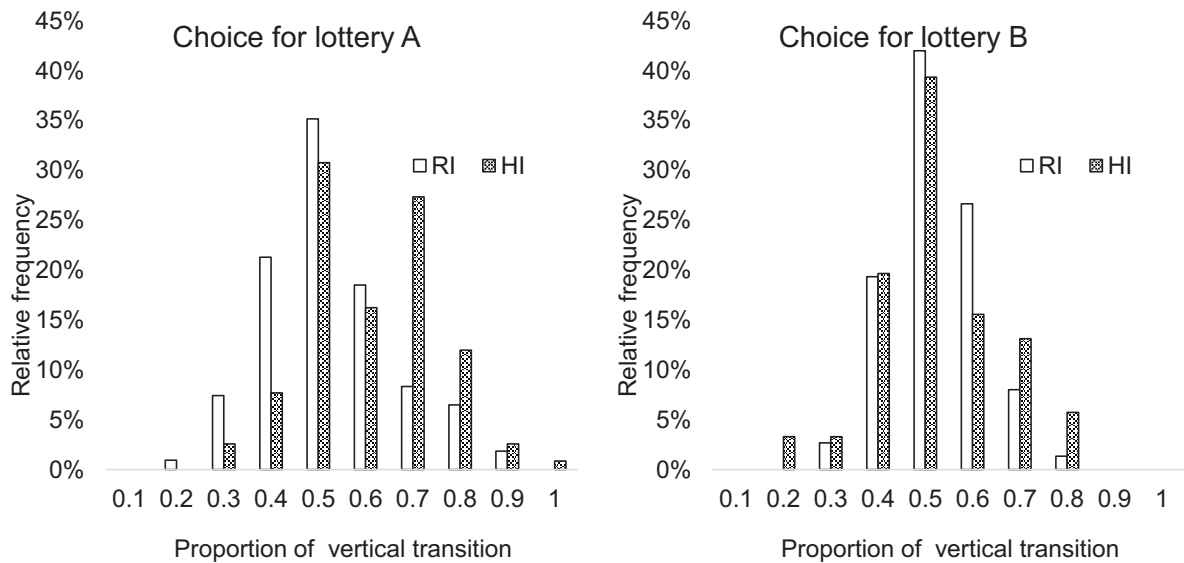 Choice for lottery A
45%
40%
35%
30%
25%
20%
15%
10%
5%
0%
Relative frequency
RI HI
0.1 0.2 0.3 0.4 0.5 0.6 0.7 0.8 0.9 1
Proportion of vertical transition
Choice for lottery B
45%
40%
35%
30%
25%
20%
15%
10%
5%
0%
Relative frequency
RI HI
0.1 0.2 0.3 0.4 0.5 0.6 0.7 0.8 0.9 1
Proportion of vertical transition